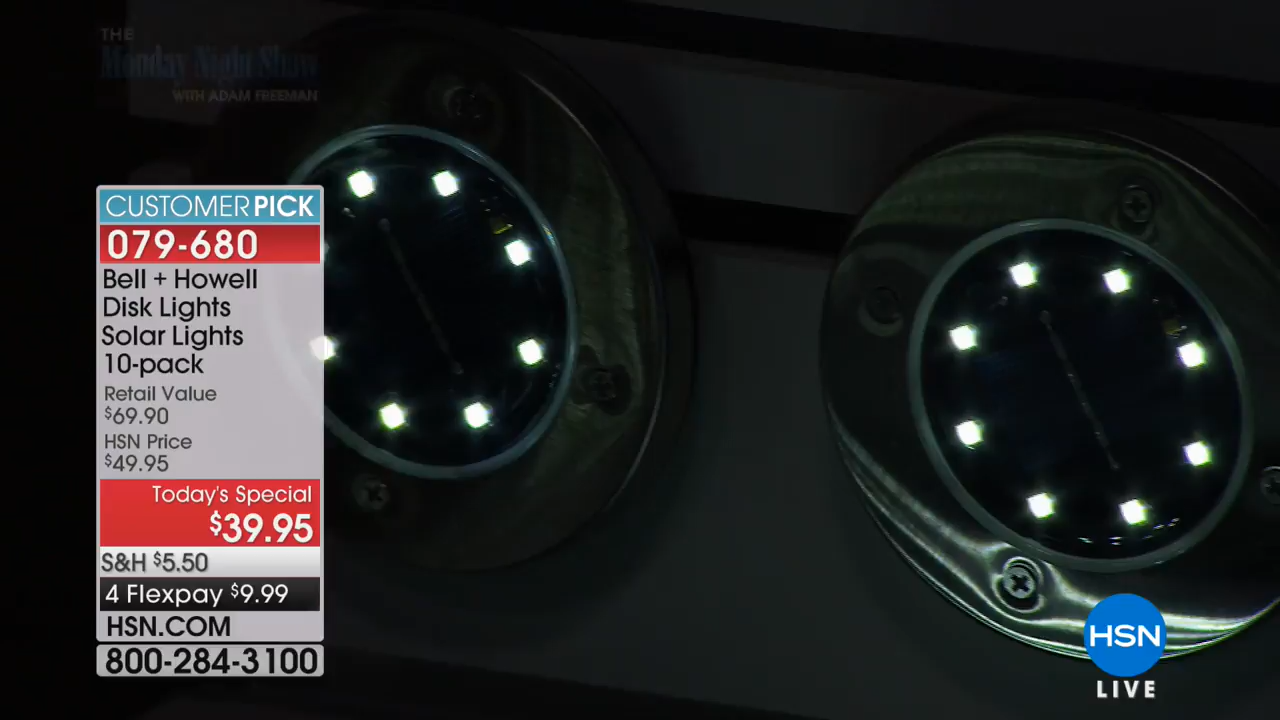 THE
Monday Night Show
WITH ADAM FREEMAN
CUSTOMERPICK
079-680
Bell + Howell
Disk Lights
Solar Lights
10-pack
Retail Value
$69.90
HSN Price
$49.95
Today's Special
$39.95
S&H $5.50
4 Flexpay $9.99
HSN.COM
800-284-3100
HSN
LIVE